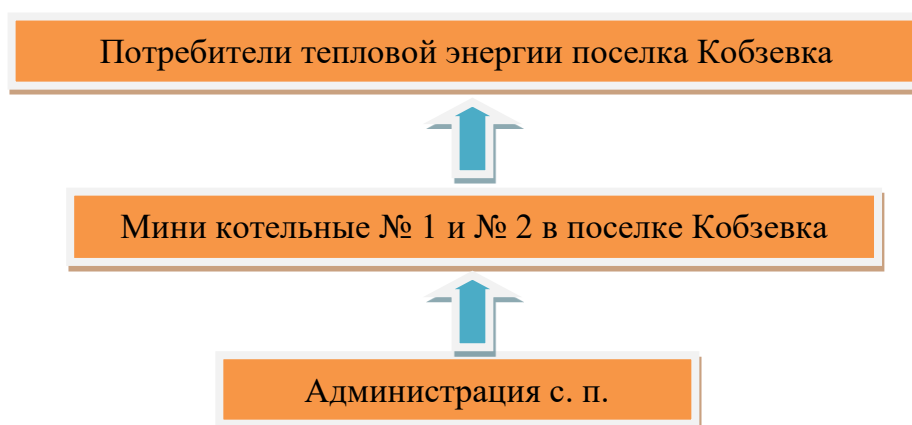 Потребители тепловой энергии поселка Кобзевка
Мини котельные № 1 и № 2 в поселке Кобзевка
Администрация с. п.